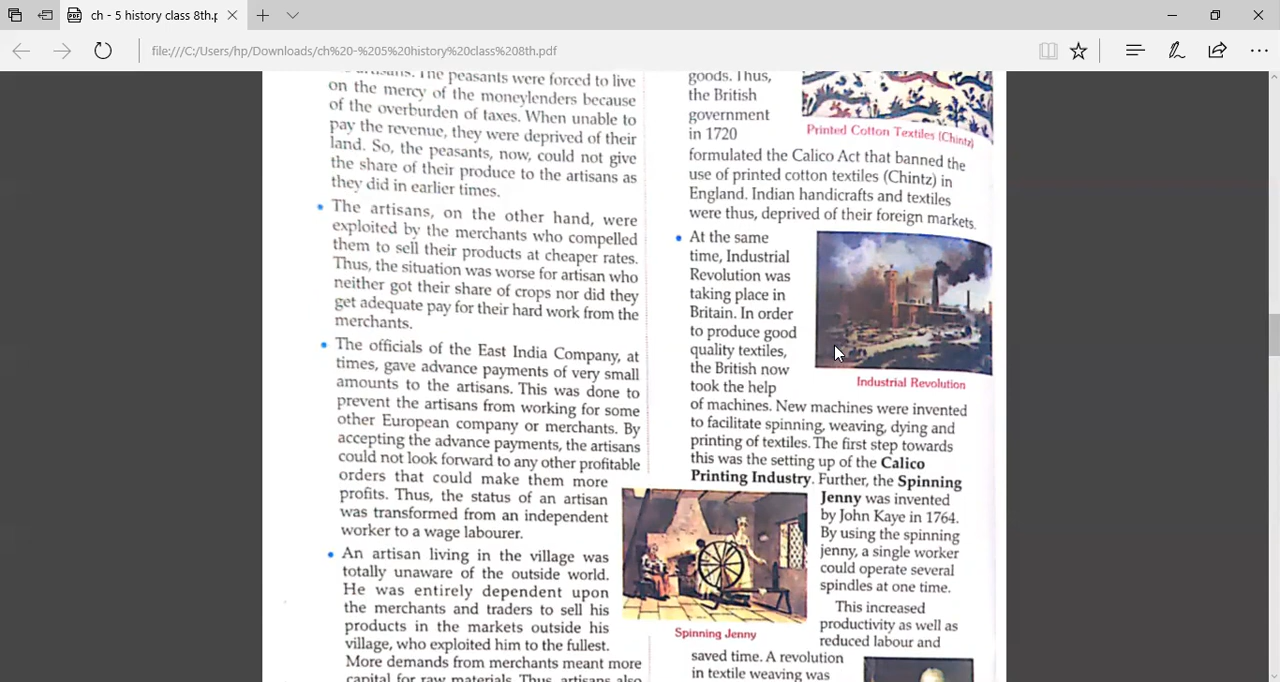 ch - 5 history class 8th.p
file:///C:/Users/hp/Downloads/ch%20-%205%20history%20class%208th.pdf
The peasants were forced to live
on the mercy of the moneylenders because
of the overburden of taxes. When unable to
pay the revenue, they were deprived of their
land. So, the peasants, now, could not give
the share of their produce to the artisans as
they did in earlier times.
• The artisans, on the other hand, were
exploited by the merchants who compelled
them to sell their products at cheaper rates.
Thus, the situation was worse for artisan who
neither got their share of crops nor did they
get adequate pay for their hard work from the
merchants.
• The officials of the East India Company, at
times, gave advance payments of very small
amounts to the artisans. This was done to
prevent the artisans from working for some
other European company or merchants. By
accepting the advance payments, the artisans
could not look forward to any other profitable
orders that could make them more
profits. Thus, the status of an artisan
was transformed from an independent
worker to a wage labourer.
• An artisan living in the village was
totally unaware of the outside world.
He was entirely dependent upon
the merchants and traders to sell his
products in the markets outside his
village, who exploited him to the fullest.
More demands from merchants meant more
capital for raw materials. Thus, artisans also
goods. Thus,
the British
government
in 1720
Printed Cotton Textiles (Chintz)
formulated the Calico Act that banned the
use of printed cotton textiles (Chintz) in
England. Indian handicrafts and textiles
were thus, deprived of their foreign markets.
• At the same
time, Industrial
Revolution was
taking place in
Britain. In order
to produce good
quality textiles,
the British now
took the help
Industrial Revolution
of machines. New machines were invented
to facilitate spinning, weaving, dying and
printing of textiles. The first step towards
this was the setting up of the Calico
Printing Industry. Further, the Spinning
Jenny was invented
by John Kaye in 1764.
By using the spinning
jenny, a single worker
could operate several
spindles at one time.
This increased
productivity as well as
reduced labour and
Spinning Jenny
saved time. A revolution
in textile weaving was